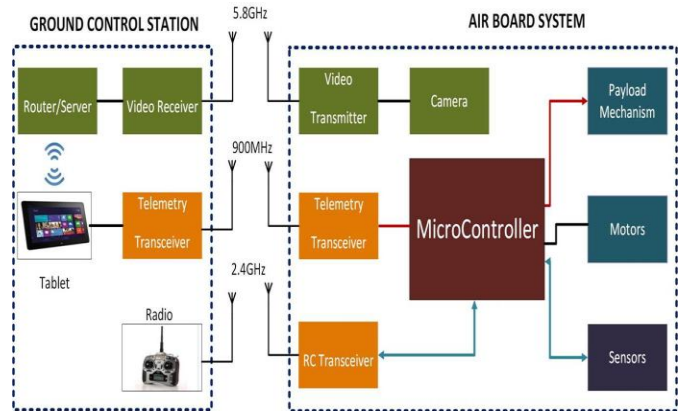 GROUND CONTROL STATION
5.8GHz
AIR BOARD SYSTEM
Router/Server
Video Receiver
Video
Transmitter
Camera
Payload
Mechanism
900MHz
Telemetry
Transceiver
Telemetry
Transceiver
MicroController
Motors
Tablet
2.4GHz
Radio
RC Transceiver
Sensors